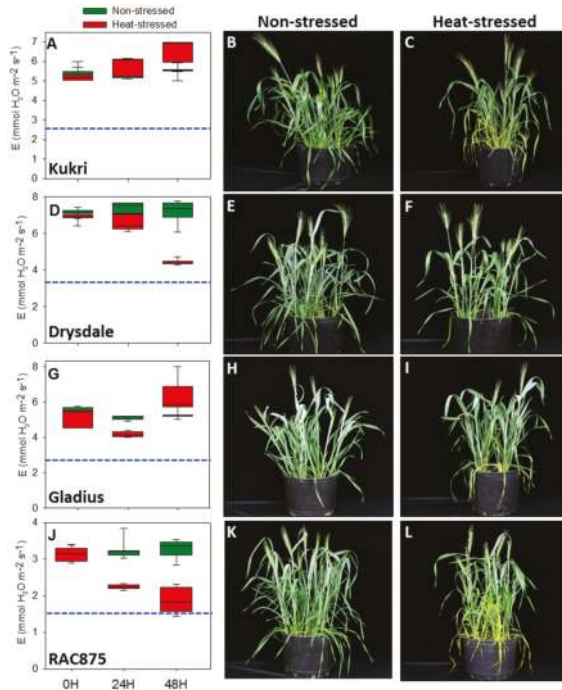 Non-stressed
Heat-stressed
Non-stressed
Heat-stressed
A
7
6
5
4
3
2
1
0
E (mmol H₂O m-2 s-1)
Kukri
B
C
D
8
6
4
2
0
E (mmol H₂O m-2 s-1)
Drysdale
E
F
G
8
6
4
2
0
E (mmol H₂O m-2 s-1)
Gladius
H
I
J
4
3
2
1
0
E (mmol H₂O m-2 s-1)
RAC875
0H
24H
48H
K
L